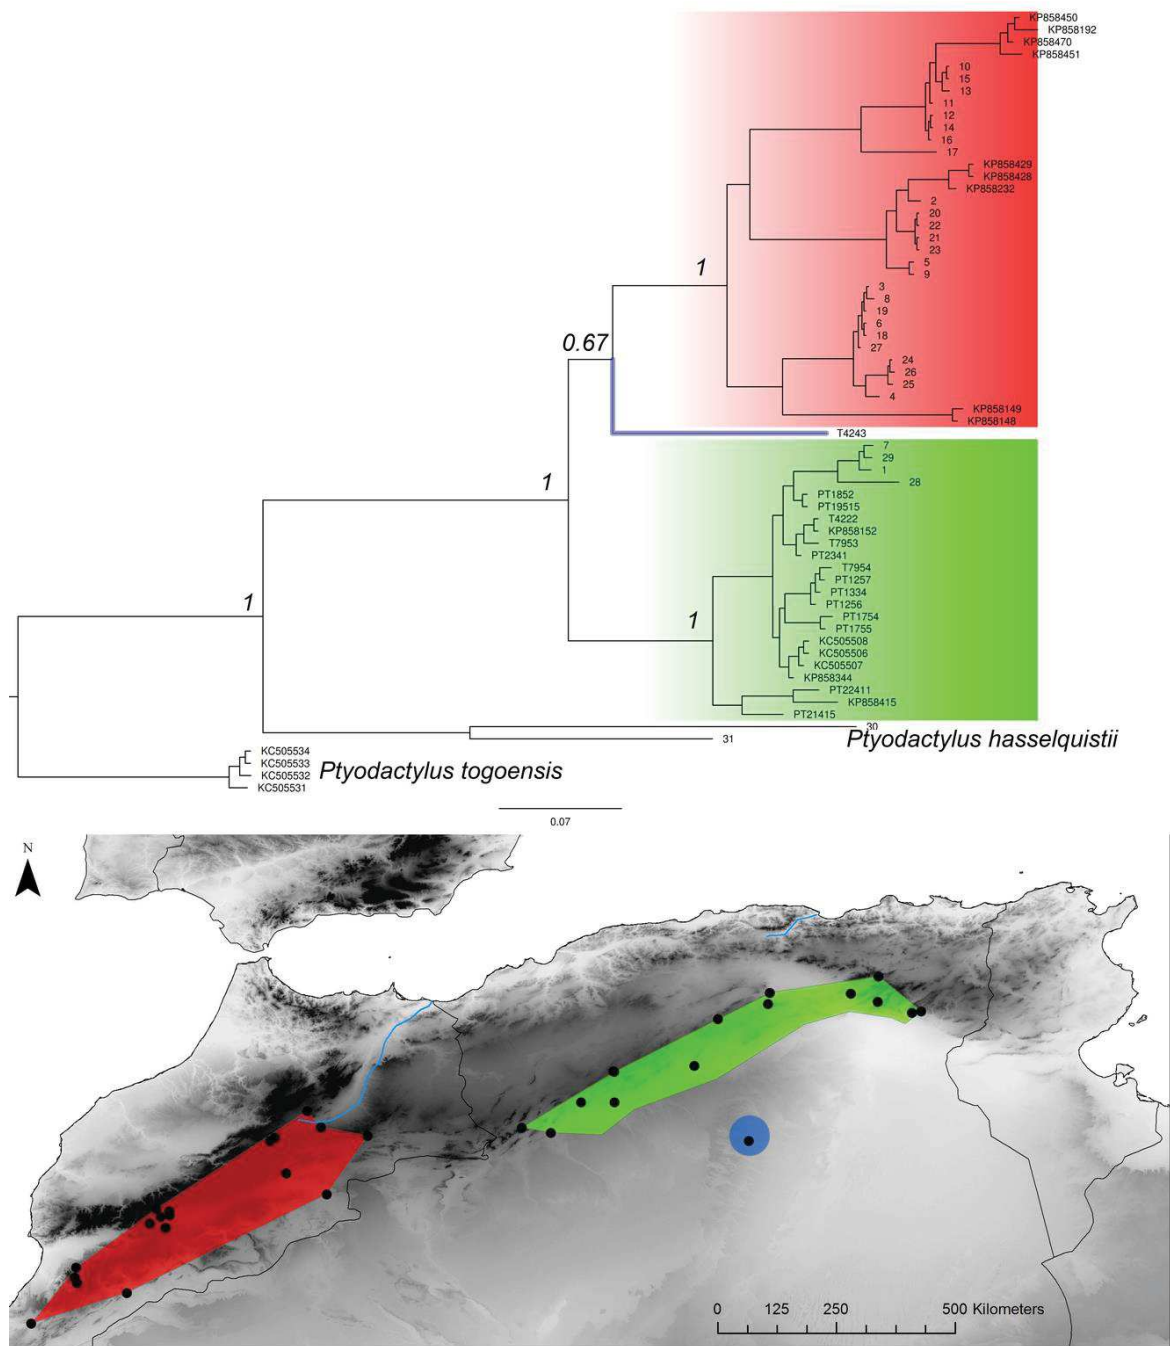 KP858450
KP858192
KP858470
KP858451
10
15
13
11
12
14
16
17
KP858429
KP858428
KP858232
2
20
22
21
23
5
9
1
3
8
19
6
18
0.67
27
24
26
25
4
KP858149
KP858148
T4243
7
29
1
28
1
PT1852
PT19515
T4222
KP858152
T7953
PT2341
T7954
PT1257
PT1334
1
PT1256
PT1754
1
PT1755
KC505508
KC505506
KC505507
KP858344
PT22411
KP858415
PT21415
30
31
Ptyodactylus hasselquistii
KC505534
KC505533
KC505532
Ptyodactylus togoensis
KC505531
0.07
N
0 125 250 500 Kilometers